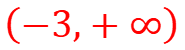 (−3, + ∞)